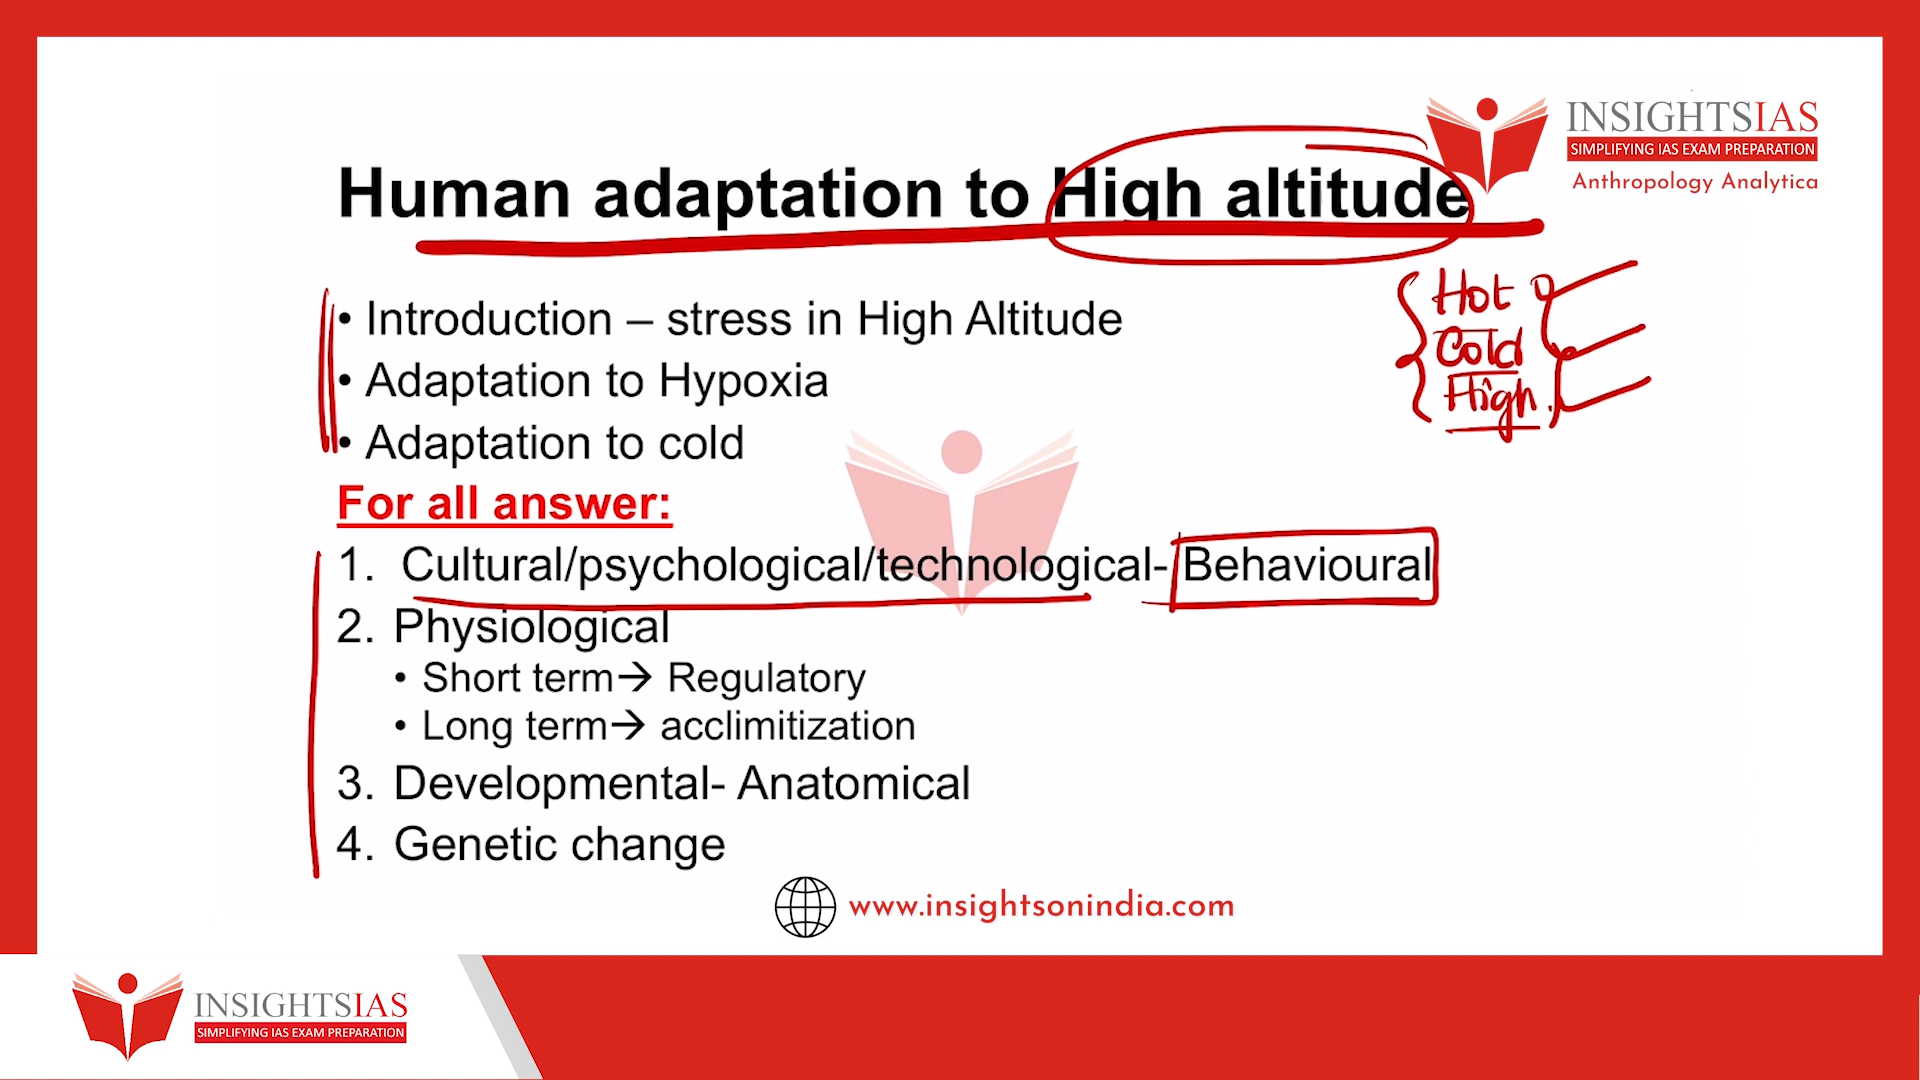 INSIGHTSIAS
SIMPLIFYING IAS EXAM PREPARATION
Anthropology Analytica
Human adaptation to High altitude
Hot
Cold
High
• Introduction – stress in High Altitude
• Adaptation to Hypoxia
• Adaptation to cold
For all answer:
1. Cultural/psychological/technological- Behavioural
2. Physiological
• Short term→ Regulatory
• Long term→ acclimitization
3. Developmental- Anatomical
4. Genetic change
www.insightsonindia.com
INSIGHTSIAS
SIMPLIFYING IAS EXAM PREPARATION